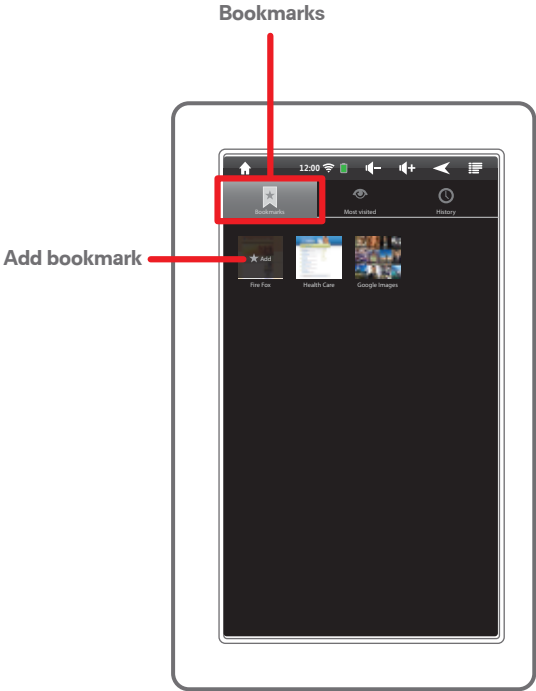 Bookmarks
12:00
Bookmarks
Most visited
History
Add bookmark
Add
Fire Fox
Health Care
Google Images